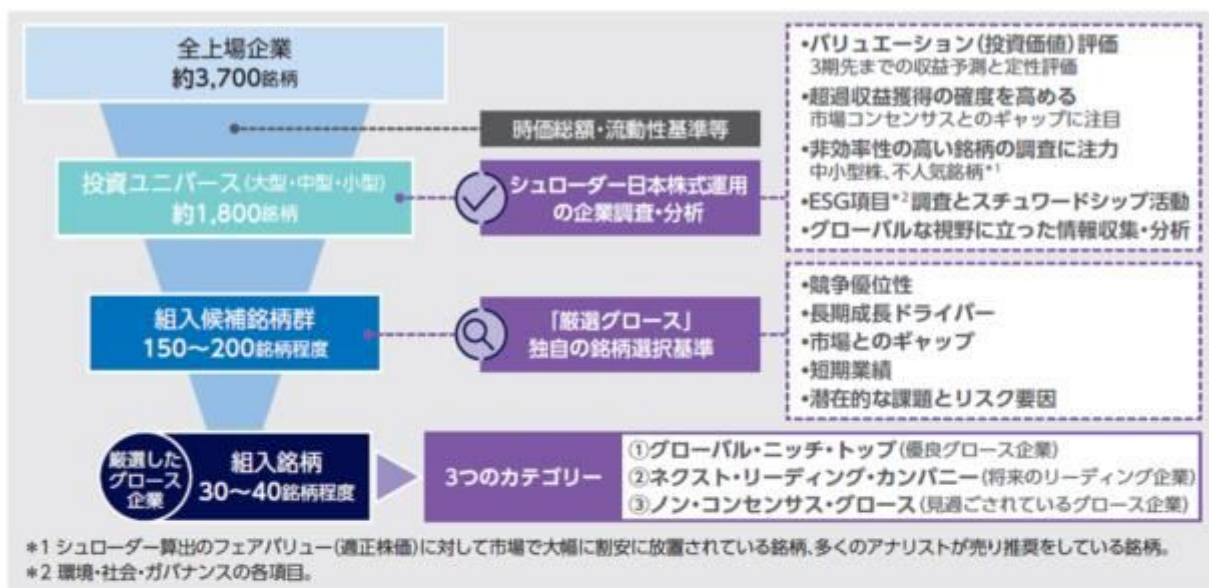 全上場企業
約3,700銘柄
時価総額・流動性基準等
投資ユニバース(大型・中型・小型)
約1,800銘柄
シュローダー日本株式運用
の企業調査・分析
•バリュエーション(投資価値)評価
3期先までの収益予測と定性評価
•超過収益獲得の確度を高める
市場コンセンサスとのギャップに注目
•非効率性の高い銘柄の調査に注力
中小型株、不人気銘柄*1
•ESG項目*2調査とスチュワードシップ活動
•グローバルな視野に立った情報収集・分析
組入候補銘柄群
150～200銘柄程度
「厳選グロース」
独自の銘柄選択基準
•競争優位性
•長期成長ドライバー
•市場とのギャップ
•短期業績
•潜在的な課題とリスク要因
厳選した
グロース
企業
組入銘柄
30～40銘柄程度
3つのカテゴリー
①グローバル・ニッチ・トップ(優良グロース企業)
②ネクスト・リーディング・カンパニー(将来のリーディング企業)
③ノン・コンセンサス・グロース(見過ごされているグロース企業)
*1 シュローダー算出のフェアバリュー(適正株価)に対して市場で大幅に割安に放置されている銘柄、多くのアナリストが売り推奨をしている銘柄。
*2 環境・社会・ガバナンスの各項目。